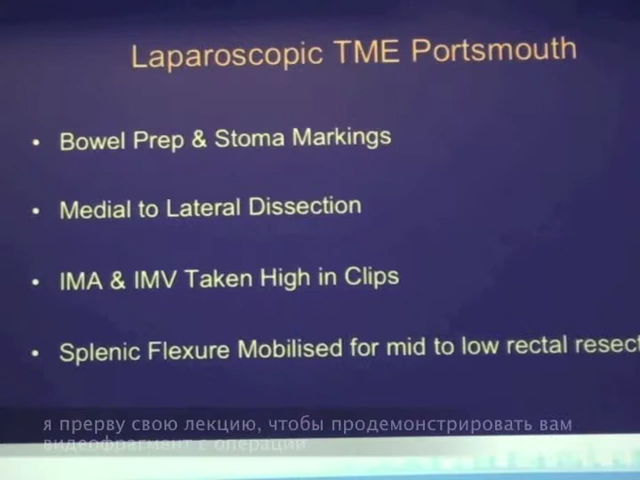 Laparoscopic TME Portsmouth
• Bowel Prep & Stoma Markings
• Medial to Lateral Dissection
• IMA & IMV Taken High in Clips
• Splenic Flexure Mobilised for mid to low rectal resect
я прерву свою лекцию, чтобы продемонстрировать вам
видеофрагмент с операции